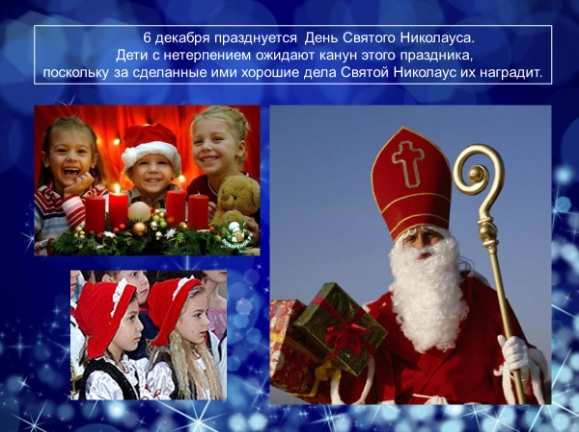 6 декабря празднуется День Святого Николауса.
Дети с нетерпением ожидают канун этого праздника,
поскольку за сделанные ими хорошие дела Святой Николаус их наградит.